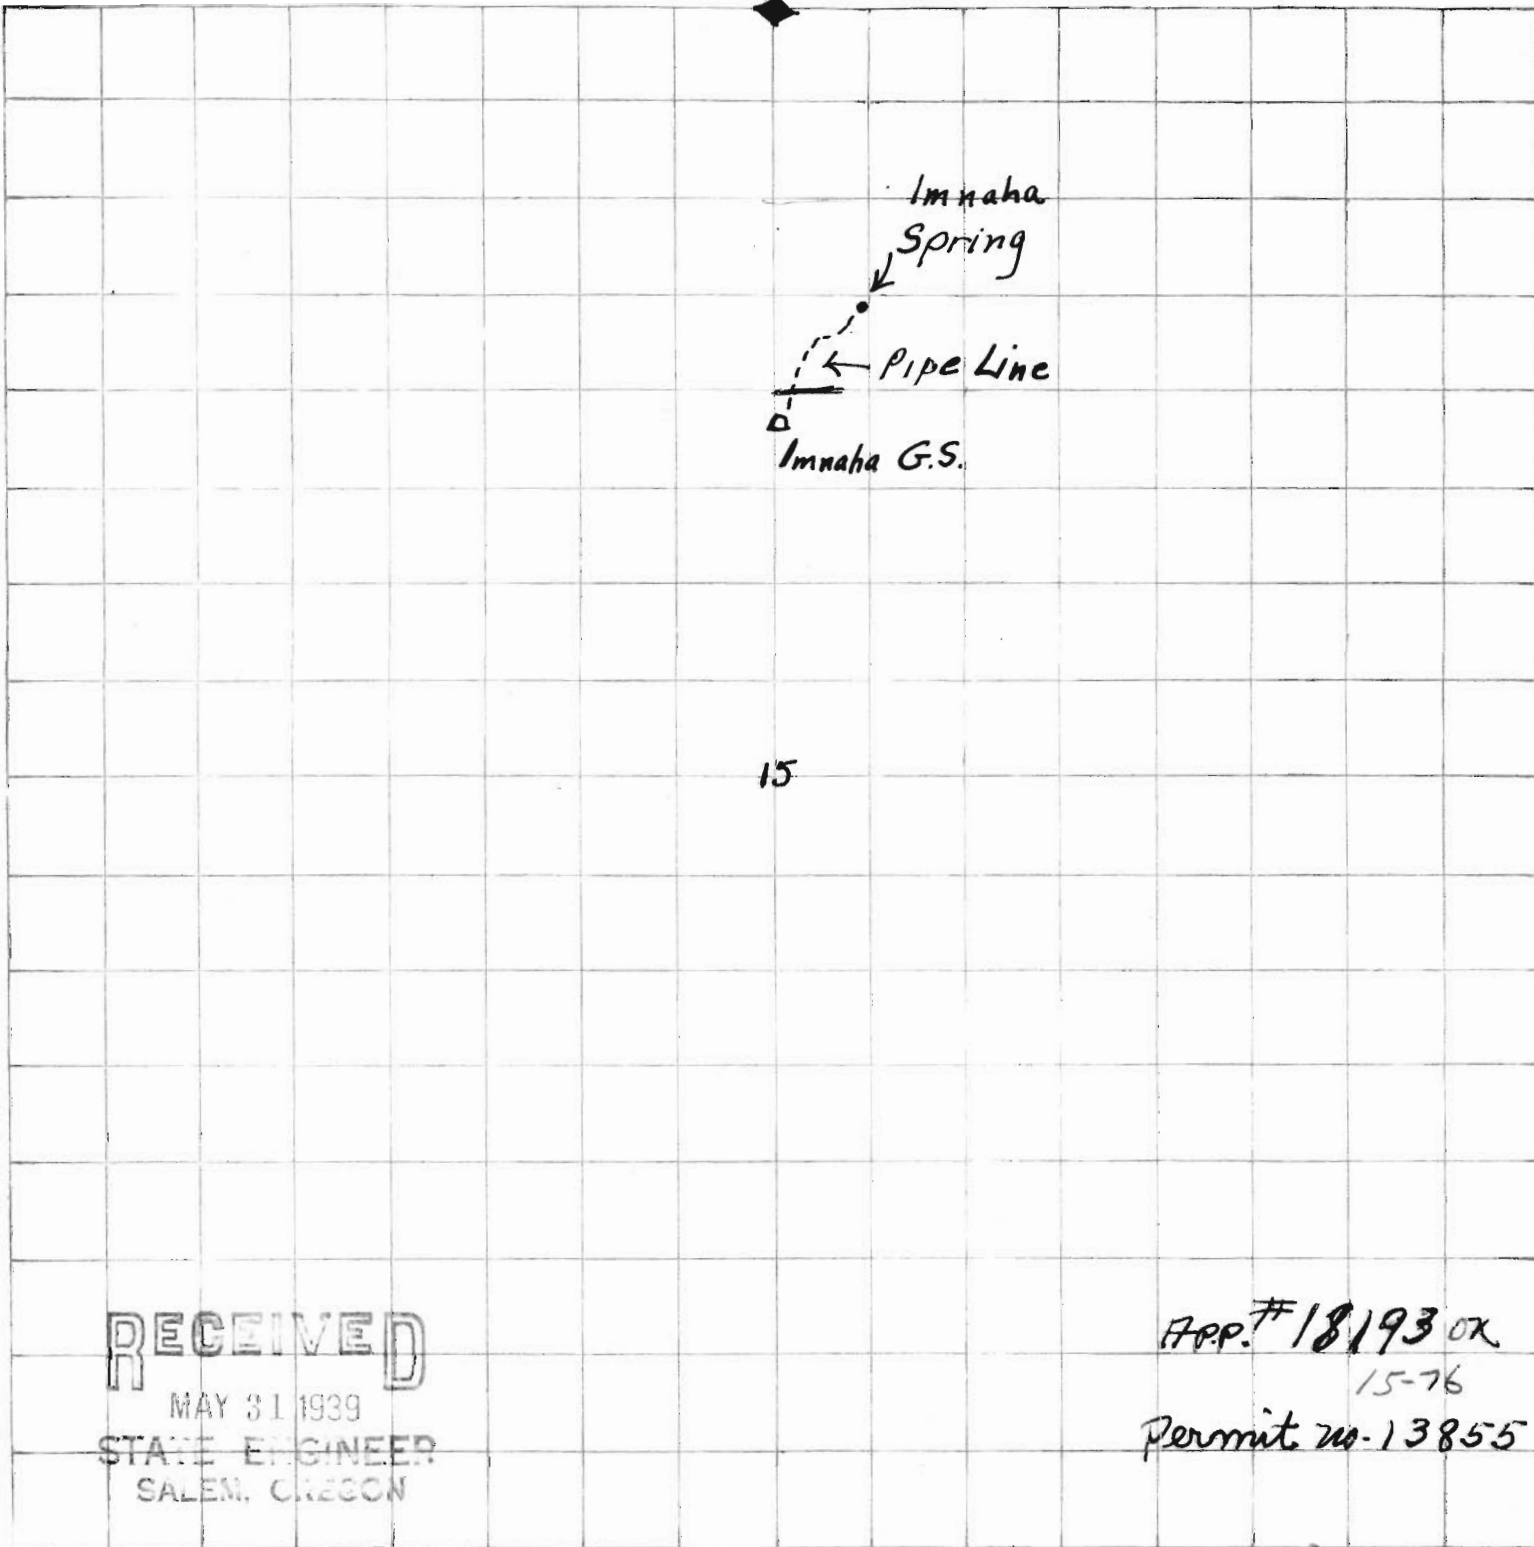 Imnaha
Spring
Pipe Line
Imnaha G.S.
15
RECEIVED
MAY 31 1939
STATE ENGINEER
SALEM, OREGON
App. # 18193 OK
15-76
Permit no. 13855